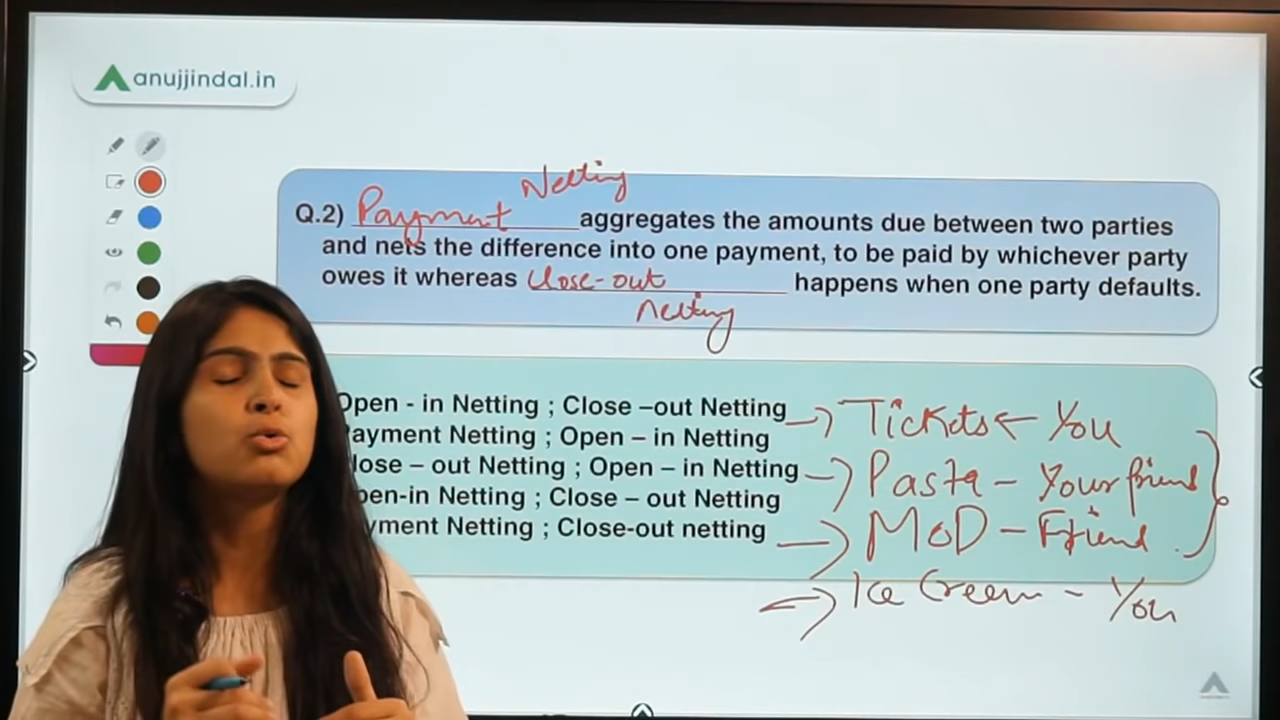 anujjindal.in
Netting
Q.2) Payment aggregates the amounts due between two parties
and nets the difference into one payment, to be paid by whichever party
owes it whereas Close-out happens when one party defaults.
netting
Open - in Netting ; Close –out Netting
ayment Netting ; Open – in Netting
lose – out Netting ; Open – in Netting
pen-in Netting ; Close – out Netting
yment Netting ; Close-out netting
Tickets ← You
Pasta - Your friend
MOD - Friend
Ice Cream - You